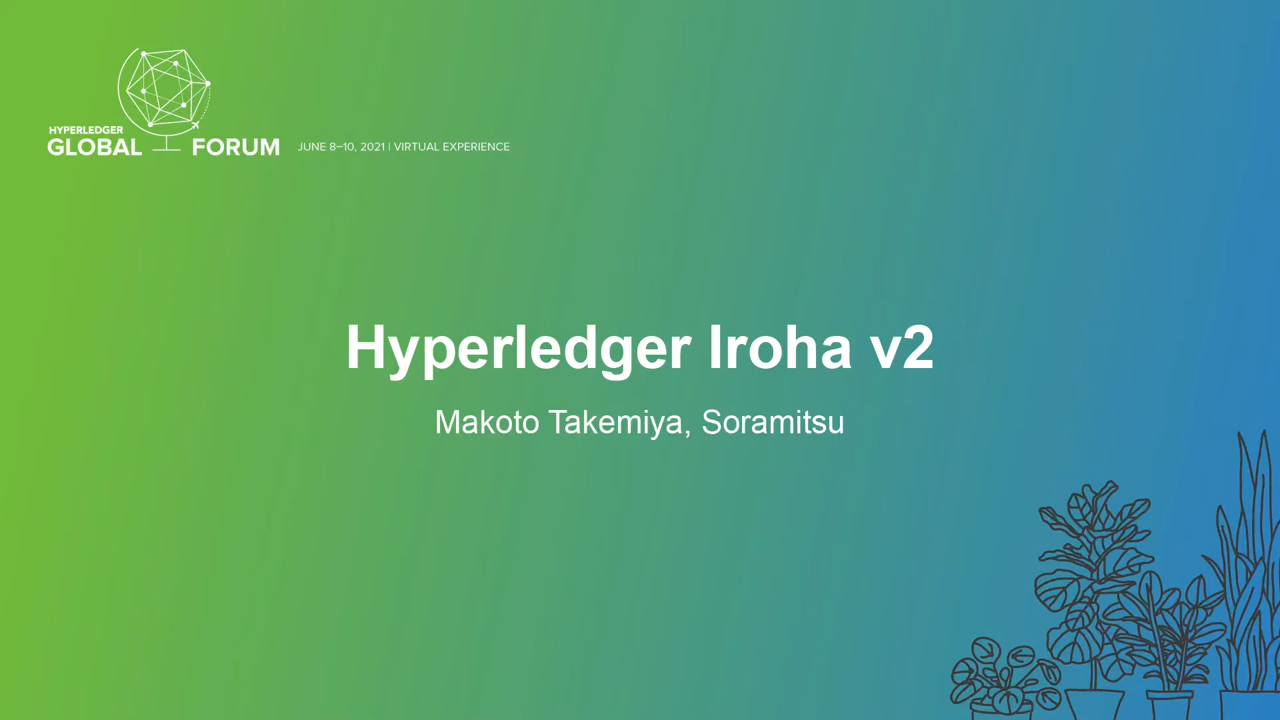 HYPERLEDGER
GLOBAL FORUM JUNE 8–10, 2021 | VIRTUAL EXPERIENCE
Hyperledger Iroha v2
Makoto Takemiya, Soramitsu